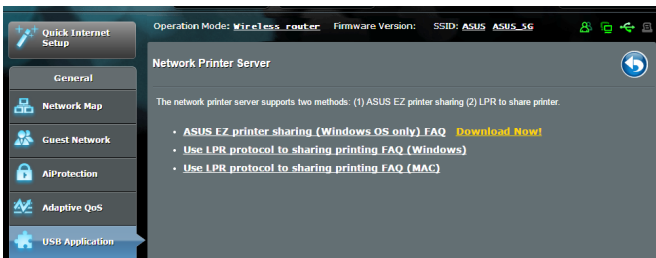 Quick Internet
Setup
Operation Mode: Wireless router Firmware Version: SSID: ASUS ASUS_5G
General
Network Map
Guest Network
AiProtection
Adaptive QoS
USB Application
Network Printer Server
The network printer server supports two methods: (1) ASUS EZ printer sharing (2) LPR to share printer.
• ASUS EZ printer sharing (Windows OS only) FAQ Download Now!
• Use LPR protocol to sharing printing FAQ (Windows)
• Use LPR protocol to sharing printing FAQ (MAC)